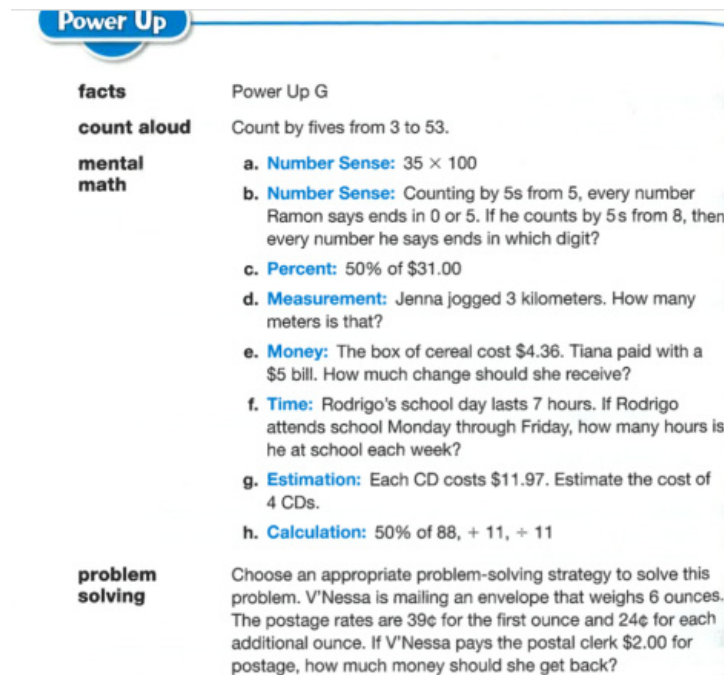 Power Up
facts Power Up G
count aloud Count by fives from 3 to 53.
mental math a. Number Sense: 35 × 100
b. Number Sense: Counting by 5s from 5, every number
Ramon says ends in 0 or 5. If he counts by 5s from 8, then
every number he says ends in which digit?
c. Percent: 50% of $31.00
d. Measurement: Jenna jogged 3 kilometers. How many
meters is that?
e. Money: The box of cereal cost $4.36. Tiana paid with a
$5 bill. How much change should she receive?
f. Time: Rodrigo's school day lasts 7 hours. If Rodrigo
attends school Monday through Friday, how many hours is
he at school each week?
g. Estimation: Each CD costs $11.97. Estimate the cost of
4 CDs.
h. Calculation: 50% of 88, + 11, ÷ 11
problem solving Choose an appropriate problem-solving strategy to solve this
problem. V'Nessa is mailing an envelope that weighs 6 ounces.
The postage rates are 39¢ for the first ounce and 24¢ for each
additional ounce. If V'Nessa pays the postal clerk $2.00 for
postage, how much money should she get back?